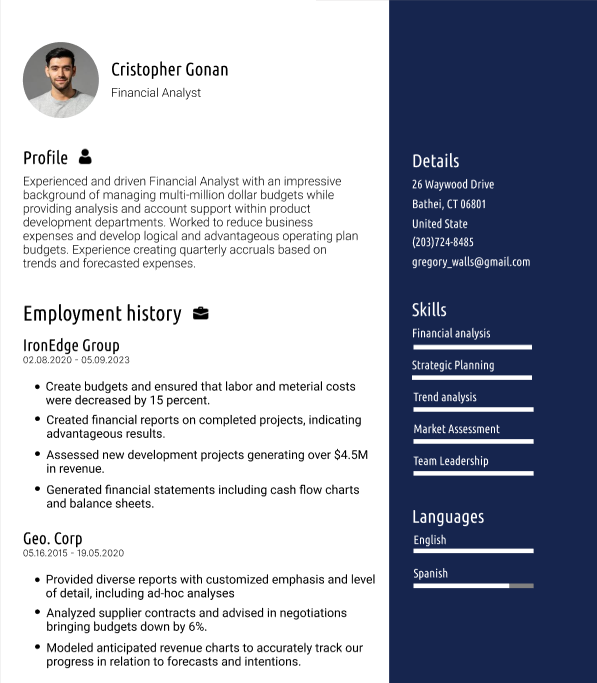 Cristopher Gonan
Financial Analyst
Profile
Experienced and driven Financial Analyst with an impressive
background of managing multi-million dollar budgets while
providing analysis and account support within product
development departments. Worked to reduce business
expenses and develop logical and advantageous operating plan
budgets. Experience creating quarterly accruals based on
trends and forecasted expenses.
Employment history
IronEdge Group
02.08.2020 - 05.09.2023
• Create budgets and ensured that labor and meterial costs
were decreased by 15 percent.
• Created financial reports on completed projects, indicating
advantageous results.
• Assessed new development projects generating over $4.5M
in revenue.
• Generated financial statements including cash flow charts
and balance sheets.
Geo. Corp
05.16.2015 - 19.05.2020
• Provided diverse reports with customized emphasis and level
of detail, including ad-hoc analyses
• Analyzed supplier contracts and advised in negotiations
bringing budgets down by 6%.
• Modeled anticipated revenue charts to accurately track our
progress in relation to forecasts and intentions.
Details
26 Waywood Drive
Bathei, CT 06801
United State
(203)724-8485
gregory_walls@gmail.com
Skills
Financial analysis
Strategic Planning
Trend analysis
Market Assessment
Team Leadership
Languages
English
Spanish